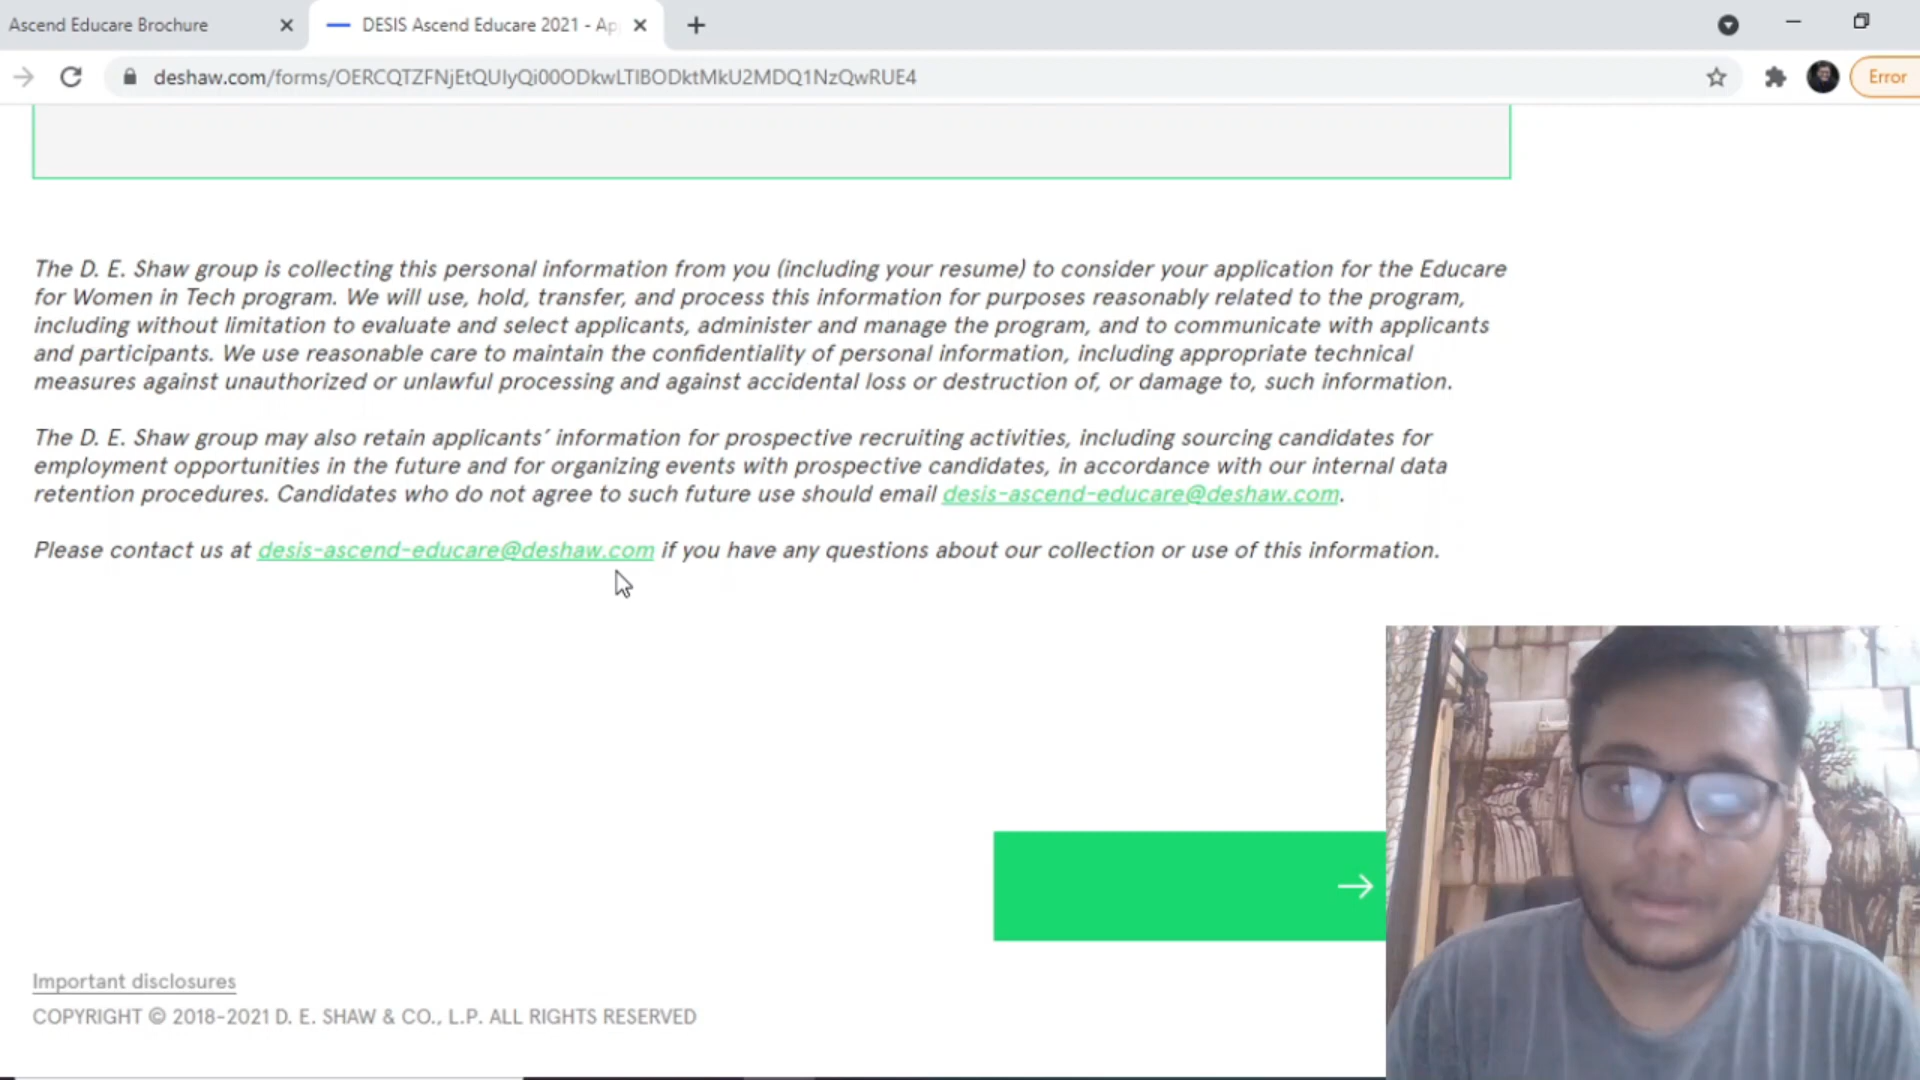 Ascend Educare Brochure
DESIS Ascend Educare 2021 - Ap
deshaw.com/forms/OERCQTZFNjEtQUIyQi00ODkwLTlBODktMkU2MDQ1NzQwRUE4
Error
The D. E. Shaw group is collecting this personal information from you (including your resume) to consider your application for the Educare
for Women in Tech program. We will use, hold, transfer, and process this information for purposes reasonably related to the program,
including without limitation to evaluate and select applicants, administer and manage the program, and to communicate with applicants
and participants. We use reasonable care to maintain the confidentiality of personal information, including appropriate technical
measures against unauthorized or unlawful processing and against accidental loss or destruction of, or damage to, such information.
The D. E. Shaw group may also retain applicants’ information for prospective recruiting activities, including sourcing candidates for
employment opportunities in the future and for organizing events with prospective candidates, in accordance with our internal data
retention procedures. Candidates who do not agree to such future use should email desis-ascend-educare@deshaw.com.
Please contact us at desis-ascend-educare@deshaw.com if you have any questions about our collection or use of this information.
Important disclosures
COPYRIGHT © 2018-2021 D. E. SHAW & CO., L.P. ALL RIGHTS RESERVED